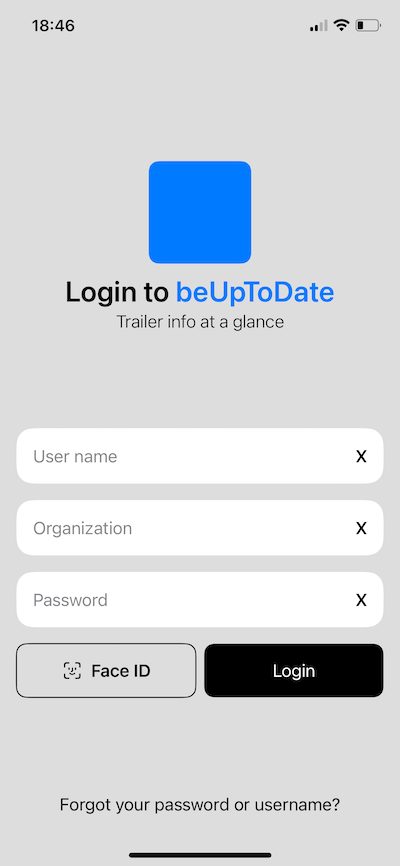 18:46
Login to beUpToDate
Trailer info at a glance
User name X
Organization X
Password X
Face ID Login
Forgot your password or username?